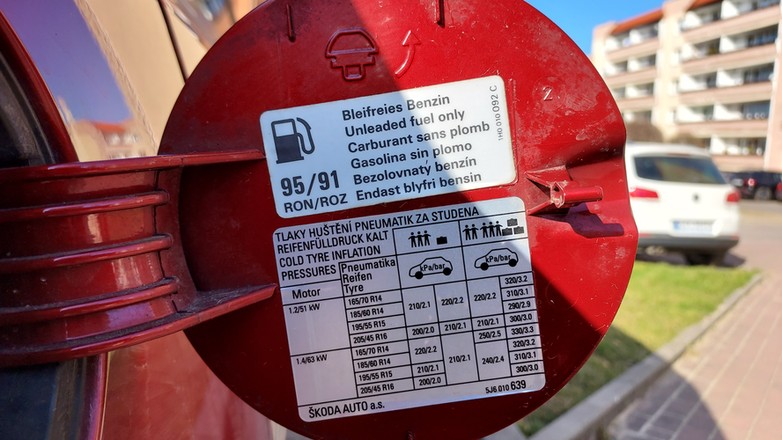 Bleifreies Benzin
Unleaded fuel only
Carburant sans plomb
Gasolina sin plomo
Bezolovnatý benzín
Endast blyfri bensin
95/91
RON/ROZ
1H0 010 092 C
TLAKY HUŠTĚNÍ PNEUMATIK ZA STUDENA
REIFENFÜLLDRUCK KALT
COLD TYRE INFLATION
PRESSURES
Pneumatika
Reifen
Tyre
kPa/bar kPa/bar
Motor
1.2/51 kW
165/70 R14 320/3.2
185/60 R14 210/2.1 220/2.2 220/2.2 310/3.1
195/55 R15 290/2.9
205/45 R16 200/2.0 210/2.1 210/2.1 300/3.0
1.4/63 kW
165/70 R14 220/2.2 250/2.5 330/3.3
185/60 R14 210/2.1 320/3.2
195/55 R15 210/2.1 240/2.4 310/3.1
205/45 R16 200/2.0 300/3.0
ŠKODA AUTO a.s.
5J6 010 639